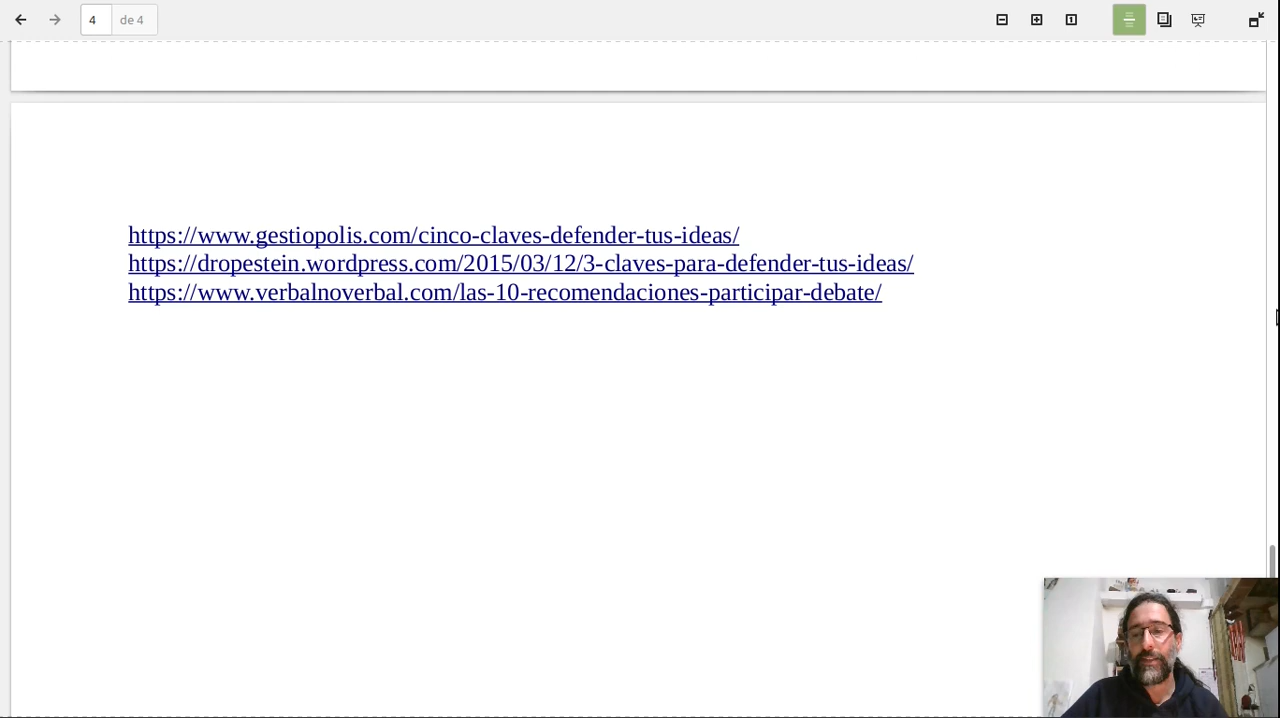 4 de 4
https://www.gestiopolis.com/cinco-claves-defender-tus-ideas/
https://dropestein.wordpress.com/2015/03/12/3-claves-para-defender-tus-ideas/
https://www.verbalnoverbal.com/las-10-recomendaciones-participar-debate/